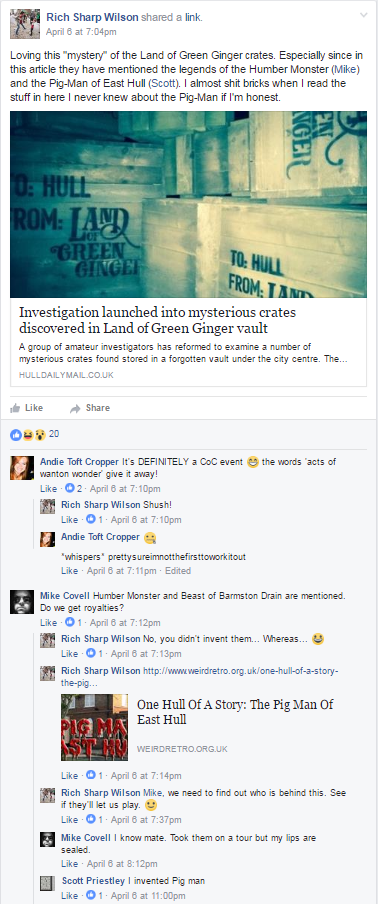 Rich Sharp Wilson shared a link.
April 6 at 7:04pm
Loving this "mystery" of the Land of Green Ginger crates. Especially since in
this article they have mentioned the legends of the Humber Monster (Mike)
and the Pig-Man of East Hull (Scott). I almost shit bricks when I read the
stuff in here I never knew about the Pig-Man if I'm honest.
O: HULL
ROM: LAND
OF
GREEN
GINGER
GREEN
GINGER
TO: HULL
FROM: LAND
Investigation launched into mysterious crates
discovered in Land of Green Ginger vault
A group of amateur investigators has reformed to examine a number of
mysterious crates found stored in a forgotten vault under the city centre. The...
HULLDAILYMAIL.CO.UK
Like Share
20
Andie Toft Cropper It's DEFINITELY a CoC event 😁 the words 'acts of
wanton wonder' give it away!
Like · 2 · April 6 at 7:10pm
Rich Sharp Wilson Shush!
Like · 1 · April 6 at 7:10pm
Andie Toft Cropper 🤐
*whispers* prettysureimnotthefirsttoworkitout
Like · April 6 at 7:11pm · Edited
Mike Covell Humber Monster and Beast of Barmston Drain are mentioned.
Do we get royalties?
Like · 1 · April 6 at 7:12pm
Rich Sharp Wilson No, you didn't invent them... Whereas... 😄
Like · 1 · April 6 at 7:13pm
Rich Sharp Wilson http://www.weirdretro.org.uk/one-hull-of-a-story-
the-pig...
PIG MA
AST HU
One Hull Of A Story: The Pig Man Of
East Hull
WEIRDRETRO.ORG.UK
Like · 1 · April 6 at 7:14pm
Rich Sharp Wilson Mike, we need to find out who is behind this. See
if they'll let us play. 😉
Like · 1 · April 6 at 7:37pm
Mike Covell I know mate. Took them on a tour but my lips are
sealed.
Like · April 6 at 8:12pm
Scott Priestley I invented Pig man
Like · 1 · April 6 at 11:00pm